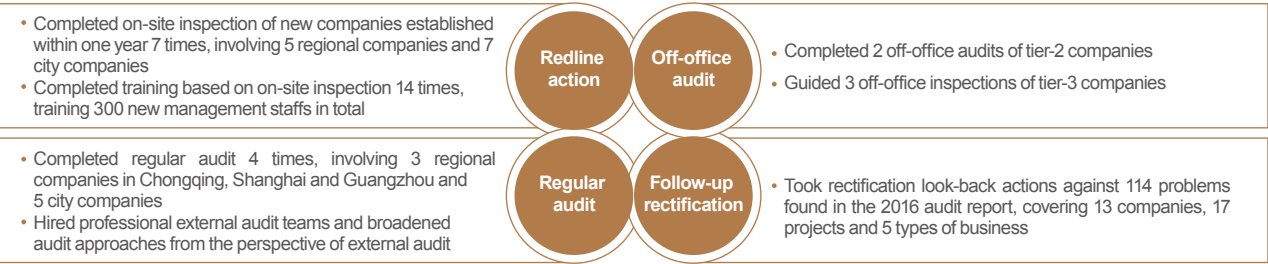 • Completed on-site inspection of new companies established
within one year 7 times, involving 5 regional companies and 7
city companies
• Completed training based on on-site inspection 14 times,
training 300 new management staffs in total
Redline
action
Off-office
audit
• Completed 2 off-office audits of tier-2 companies
• Guided 3 off-office inspections of tier-3 companies
• Completed regular audit 4 times, involving 3 regional
companies in Chongqing, Shanghai and Guangzhou and
5 city companies
• Hired professional external audit teams and broadened
audit approaches from the perspective of external audit
Regular
audit
Follow-up
rectification
• Took rectification look-back actions against 114 problems
found in the 2016 audit report, covering 13 companies, 17
projects and 5 types of business